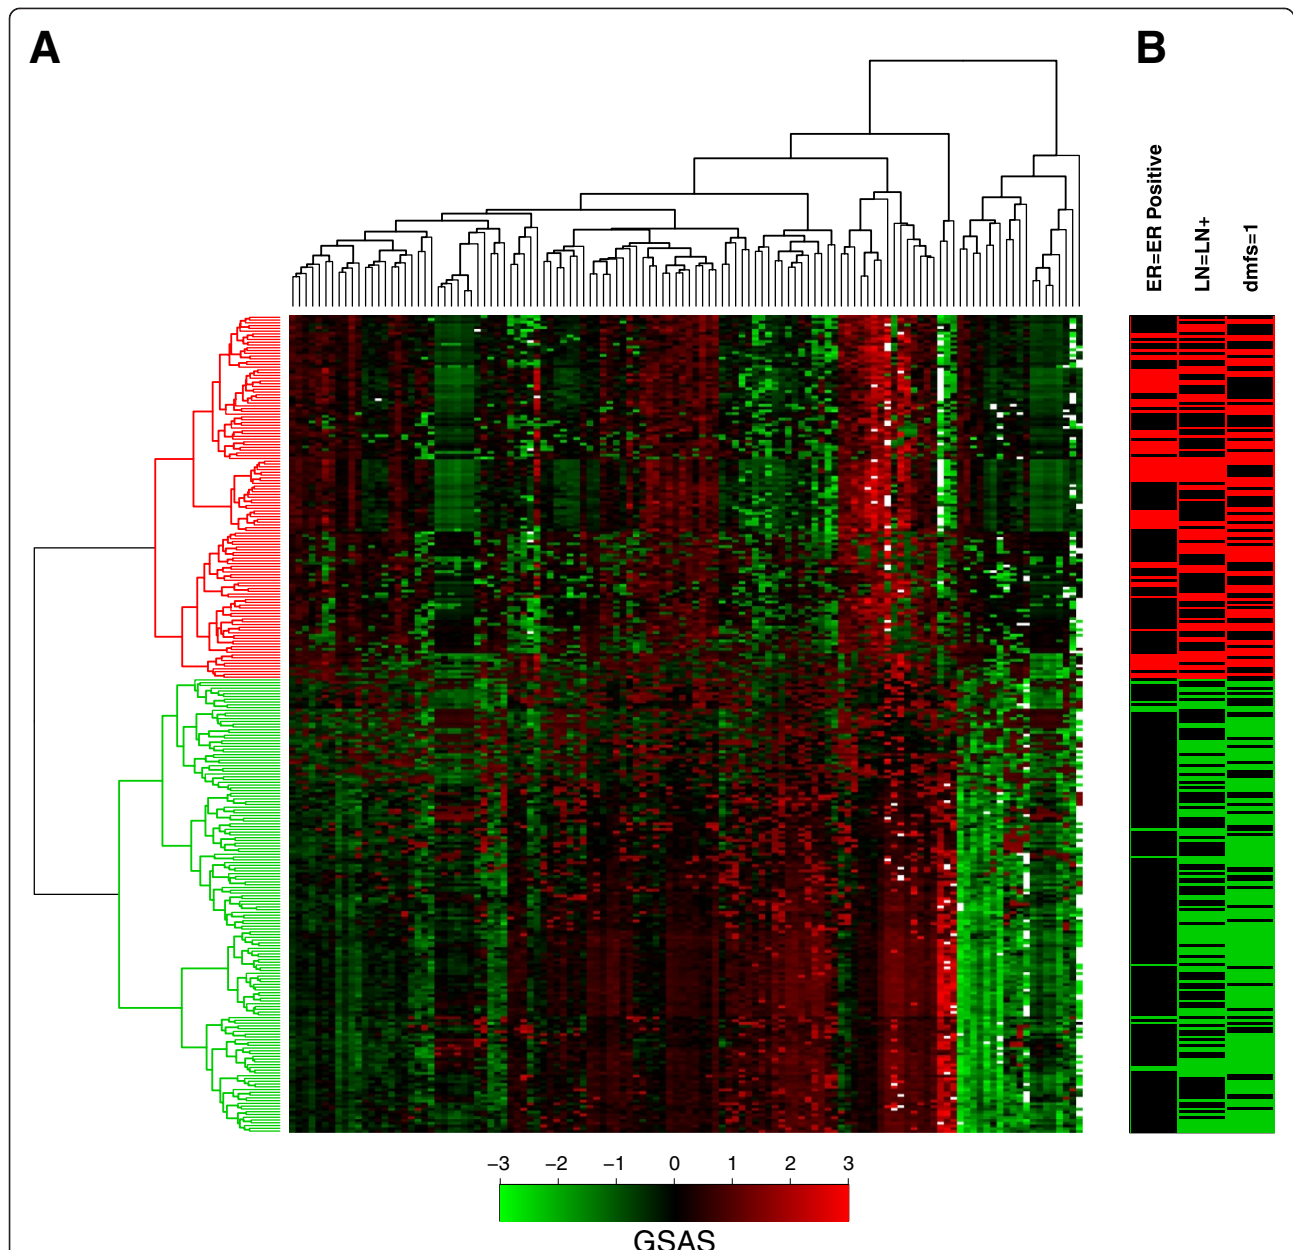 A
B
ER=ER Positive
LN=LN+
dmfs=1
−3 −2 −1 0 1 2 3
GSAS